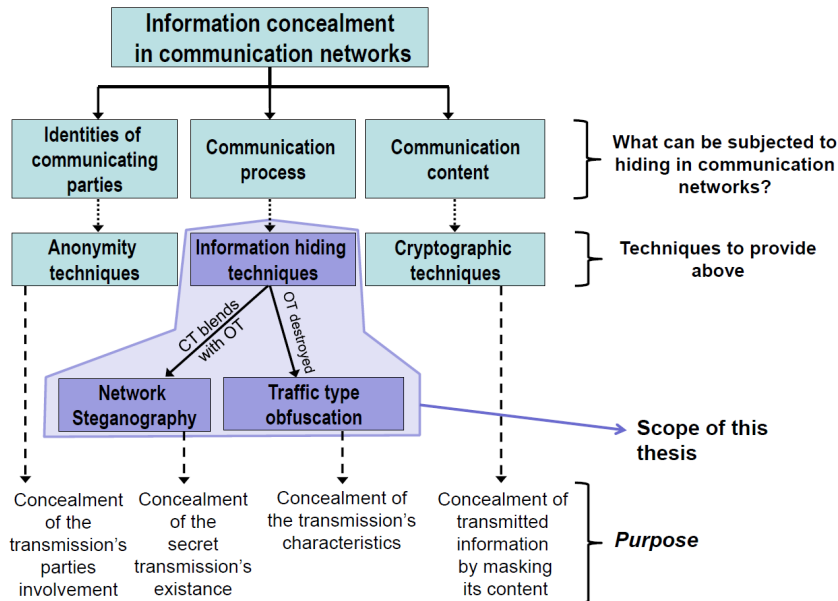 Information concealment
in communication networks
Identities of
communicating
parties
Communication
process
Communication
content
What can be subjected to
hiding in communication
networks?
Anonymity
techniques
Information hiding
techniques
Cryptographic
techniques
Techniques to provide
above
CT blends
with OT
OT destroyed
Network
Steganography
Traffic type
obfuscation
Scope of this
thesis
Concealment
of the
transmission's
parties
involvement
Concealment
of the
secret
transmission's
existance
Concealment of
the transmission's
characteristics
Concealment of
transmitted
information
by masking
its content
Purpose